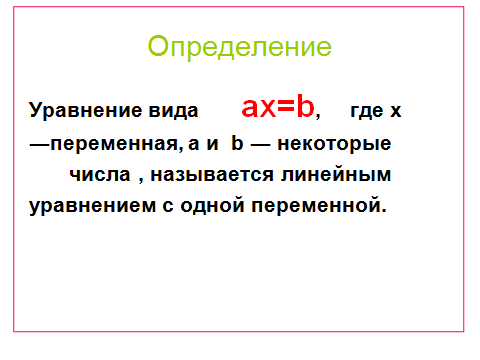 Определение
Уравнение вида ax=b, где х
—переменная, а и b — некоторые
числа , называется линейным
уравнением с одной переменной.